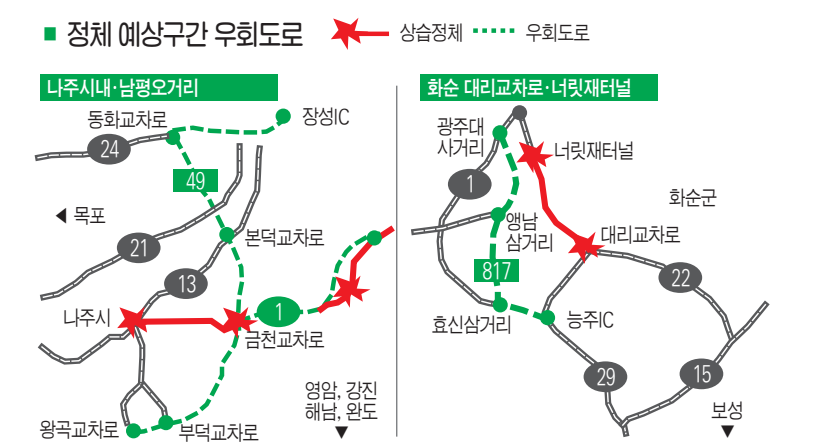 정체 예상구간 우회도로
상습정체
우회도로
나주시내·남평오거리
동화교차로
장성IC
24
49
목포
본덕교차로
21
13
나주시
1
금천교차로
영암, 강진
해남, 완도
왕곡교차로
부덕교차로
화순 대리교차로·너릿재터널
광주대
사거리
너릿재터널
1
화순군
앵남
삼거리
대리교차로
817
22
효신삼거리
능주IC
29
15
보성